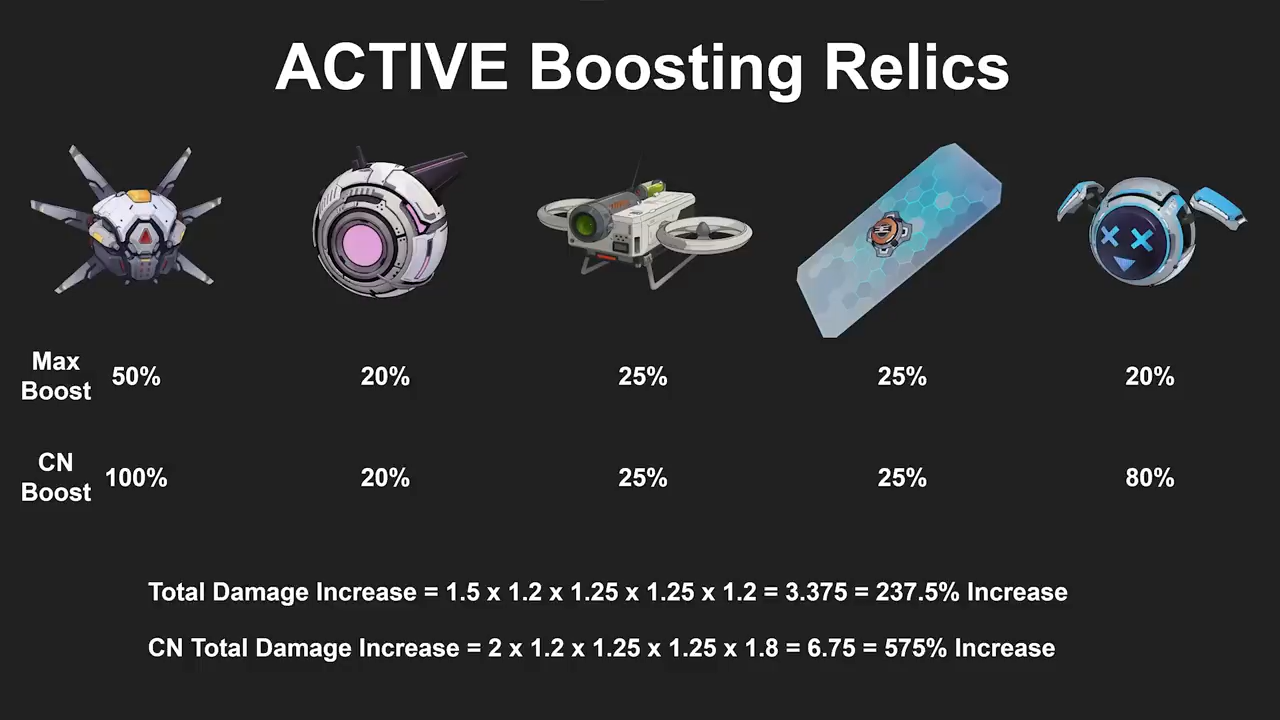 ACTIVE Boosting Relics
Max
Boost
50%
20%
25%
25%
20%
CN
Boost
100%
20%
25%
25%
80%
Total Damage Increase = 1.5 x 1.2 x 1.25 x 1.25 x 1.2 = 3.375 = 237.5% Increase
CN Total Damage Increase = 2 x 1.2 x 1.25 x 1.25 x 1.8 = 6.75 = 575% Increase